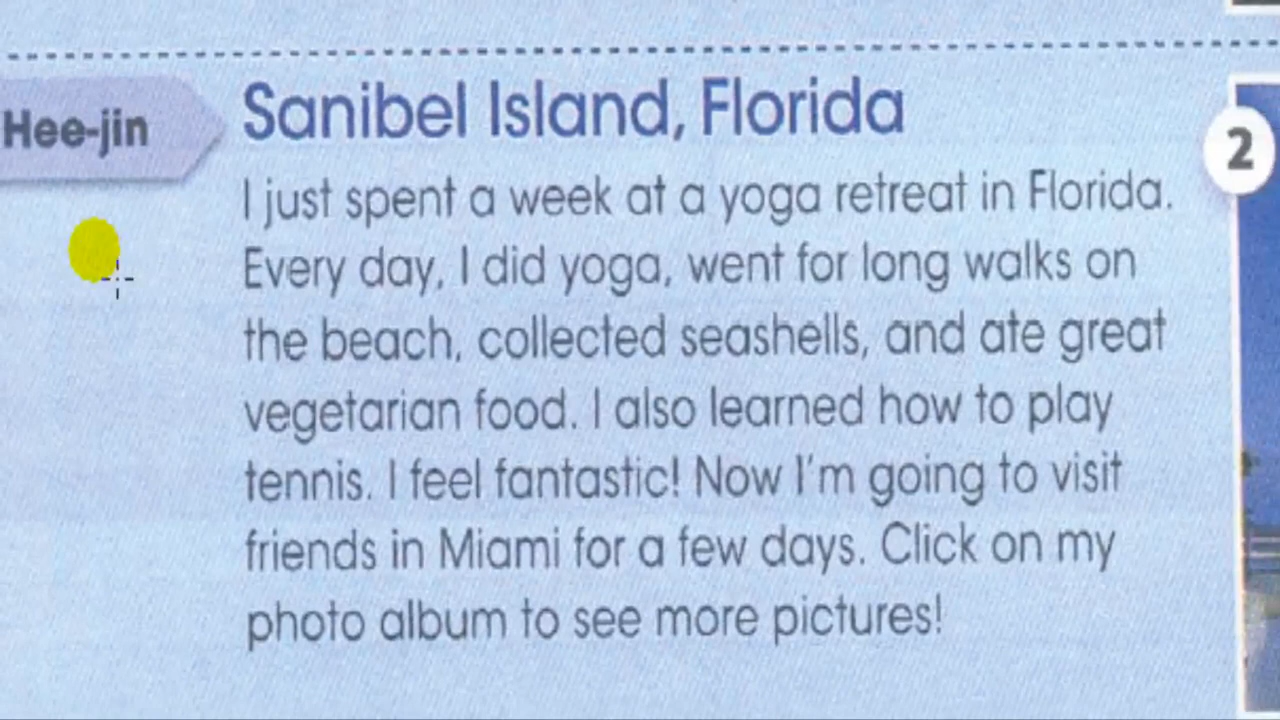 Hee-jin
Sanibel Island, Florida
2
I just spent a week at a yoga retreat in Florida.
Every day, I did yoga, went for long walks on
the beach, collected seashells, and ate great
vegetarian food. I also learned how to play
tennis. I feel fantastic! Now I'm going to visit
friends in Miami for a few days. Click on my
photo album to see more pictures!